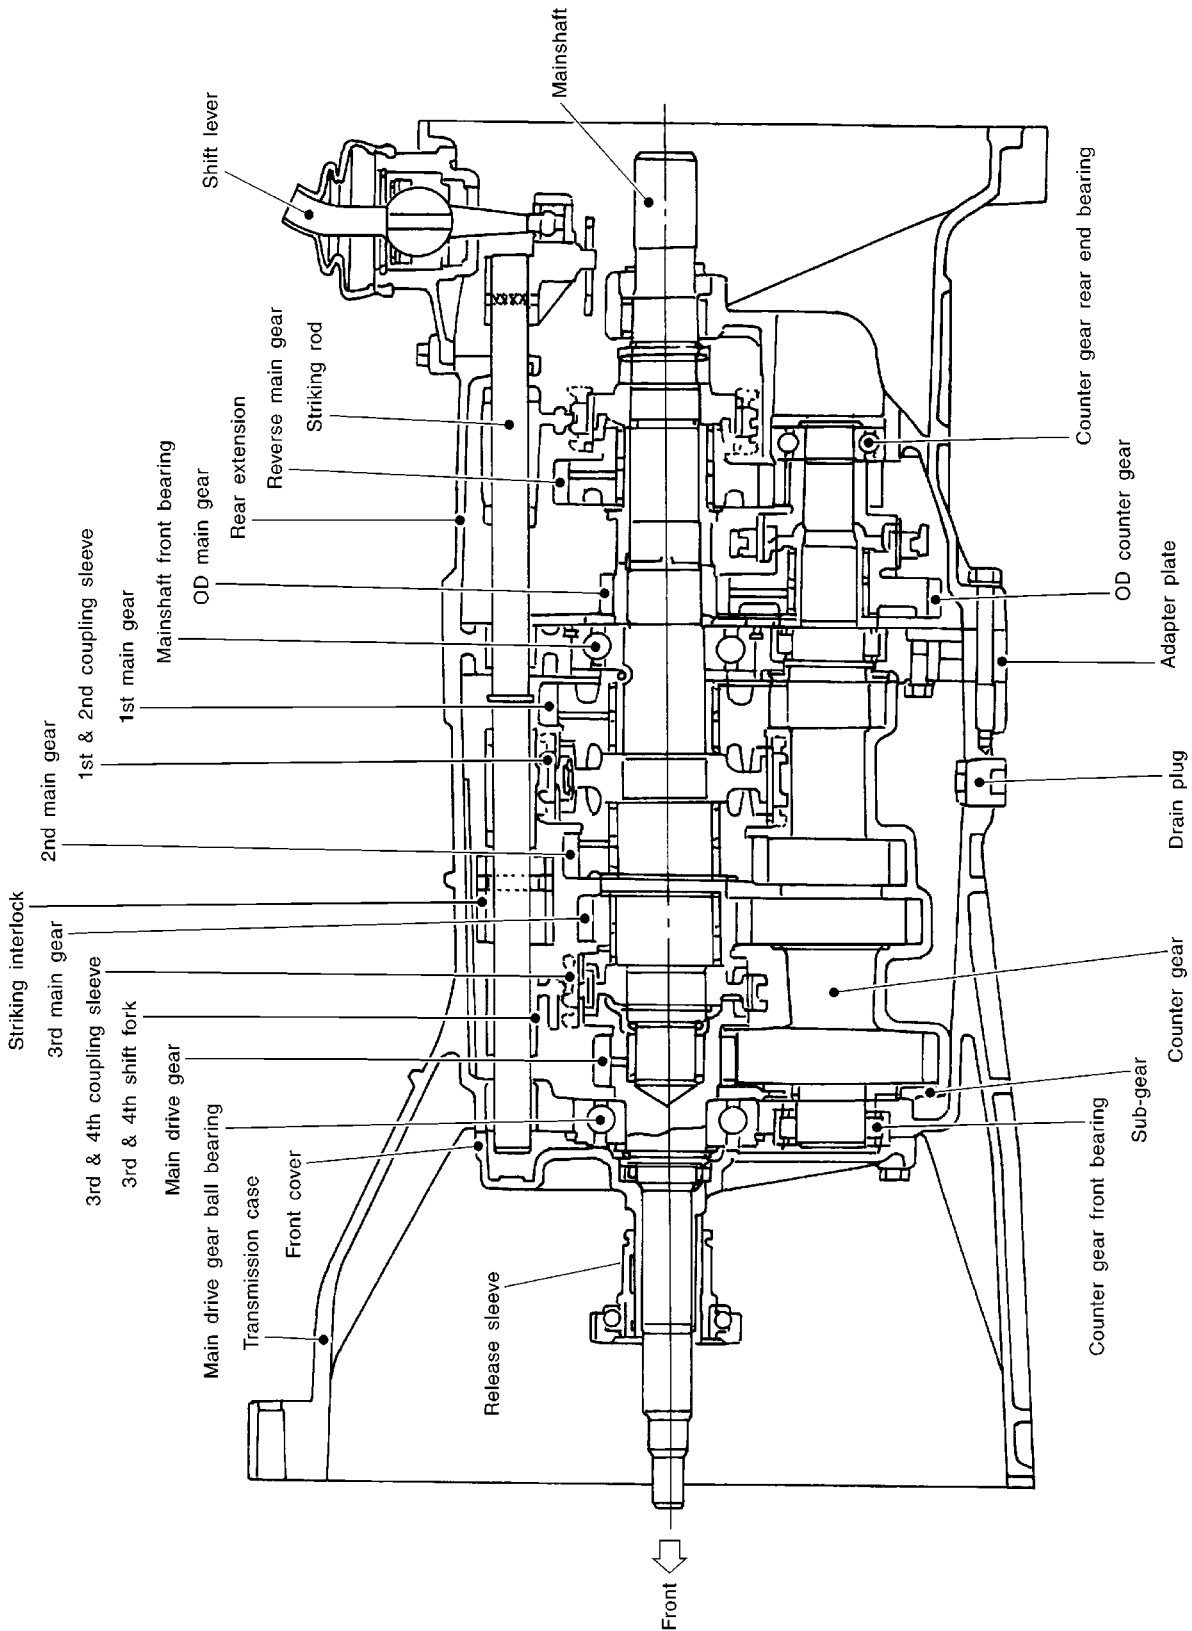 Striking interlock
3rd main gear
3rd & 4th coupling sleeve
3rd & 4th shift fork
Main drive gear
Main drive gear ball bearing
Transmission case
Front cover
2nd main gear
1st & 2nd coupling sleeve
1st main gear
Mainshaft front bearing
OD main gear
Rear extension
Reverse main gear
Striking rod
Shift lever
Mainshaft
Release sleeve
Front
Counter gear front bearing
Sub-gear
Counter gear
Drain plug
Adapter plate
OD counter gear
Counter gear rear end bearing